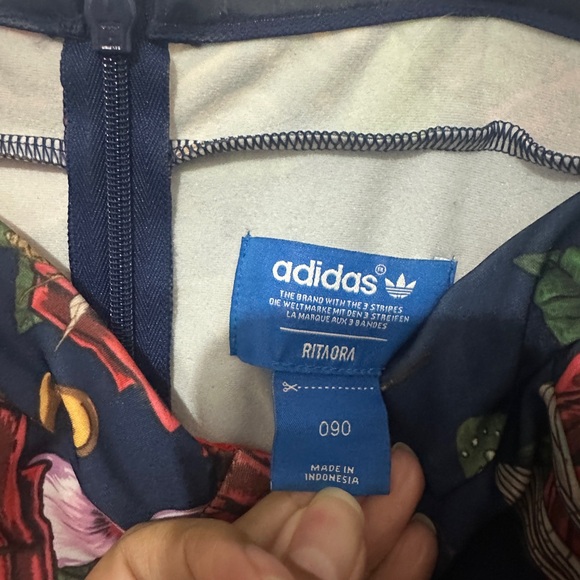 adidas®
THE BRAND WITH THE 3 STRIPES
DIE WELTMARKE MIT DEN 3 STREIFEN
LA MARQUE AUX 3 BANDES
RITAORA
090
MADE IN
INDONESIA